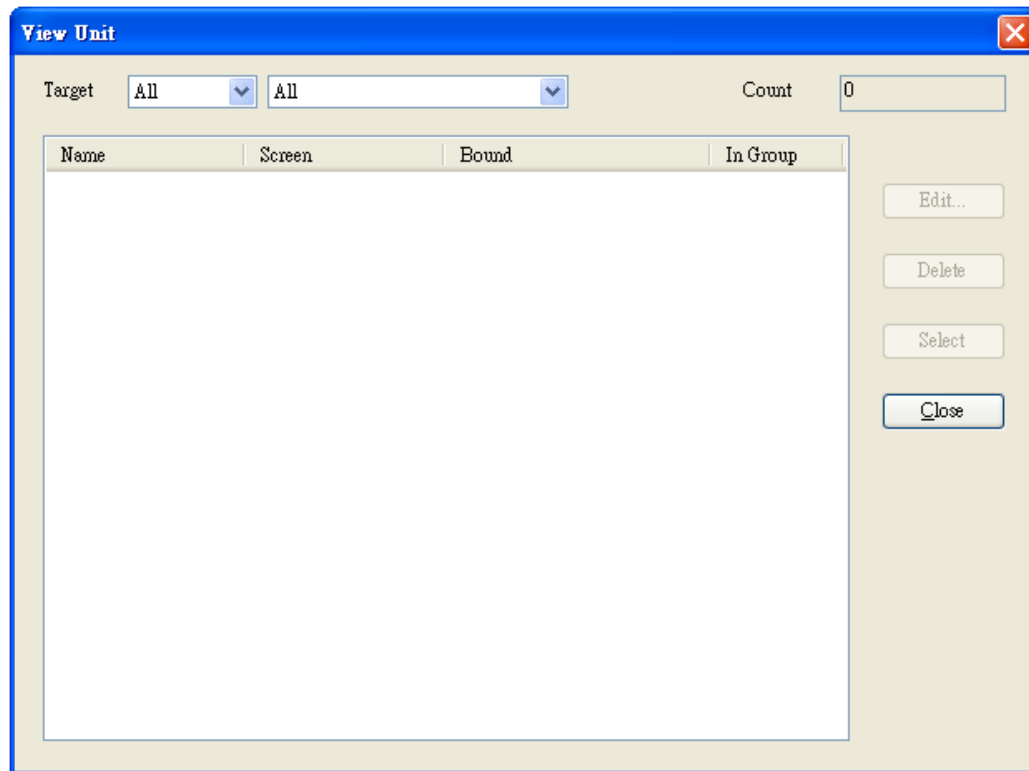 View Unit
Target All All Count 0
Name Screen Bound In Group
Edit...
Delete
Select
Close